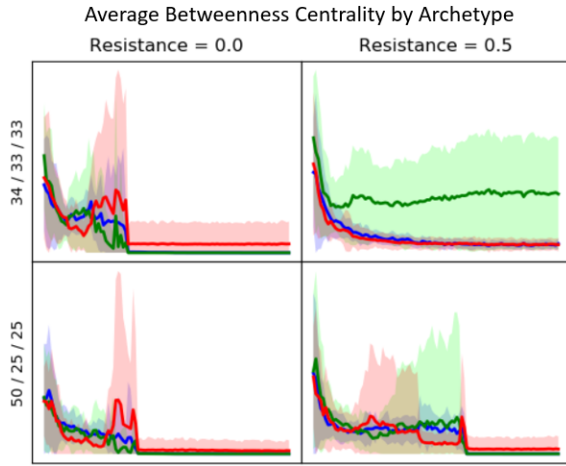 Average Betweenness Centrality by Archetype
Resistance = 0.0
Resistance = 0.5
34 / 33 / 33
50 / 25 / 25